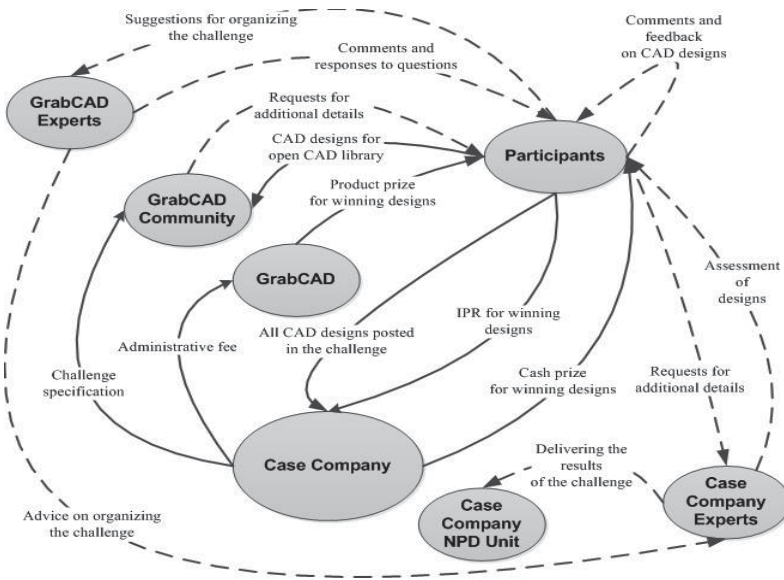 Suggestions for organizing
the challenge
Comments and
feedback
on CAD designs
Comments and
responses to questions
GrabCAD
Experts
Requests for
additional details
CAD designs for
open CAD library
Participants
GrabCAD
Community
Product prize
for winning designs
GrabCAD
Assessment
of
designs
Administrative fee
All CAD designs posted
in the challenge
IPR for winning
designs
Challenge
specification
Cash prize
for winning designs
Requests for
additional details
Case Company
Delivering the
results
of the challenge
Case
Company
NPD Unit
Case
Company
Experts
Advice on organizing
the challenge